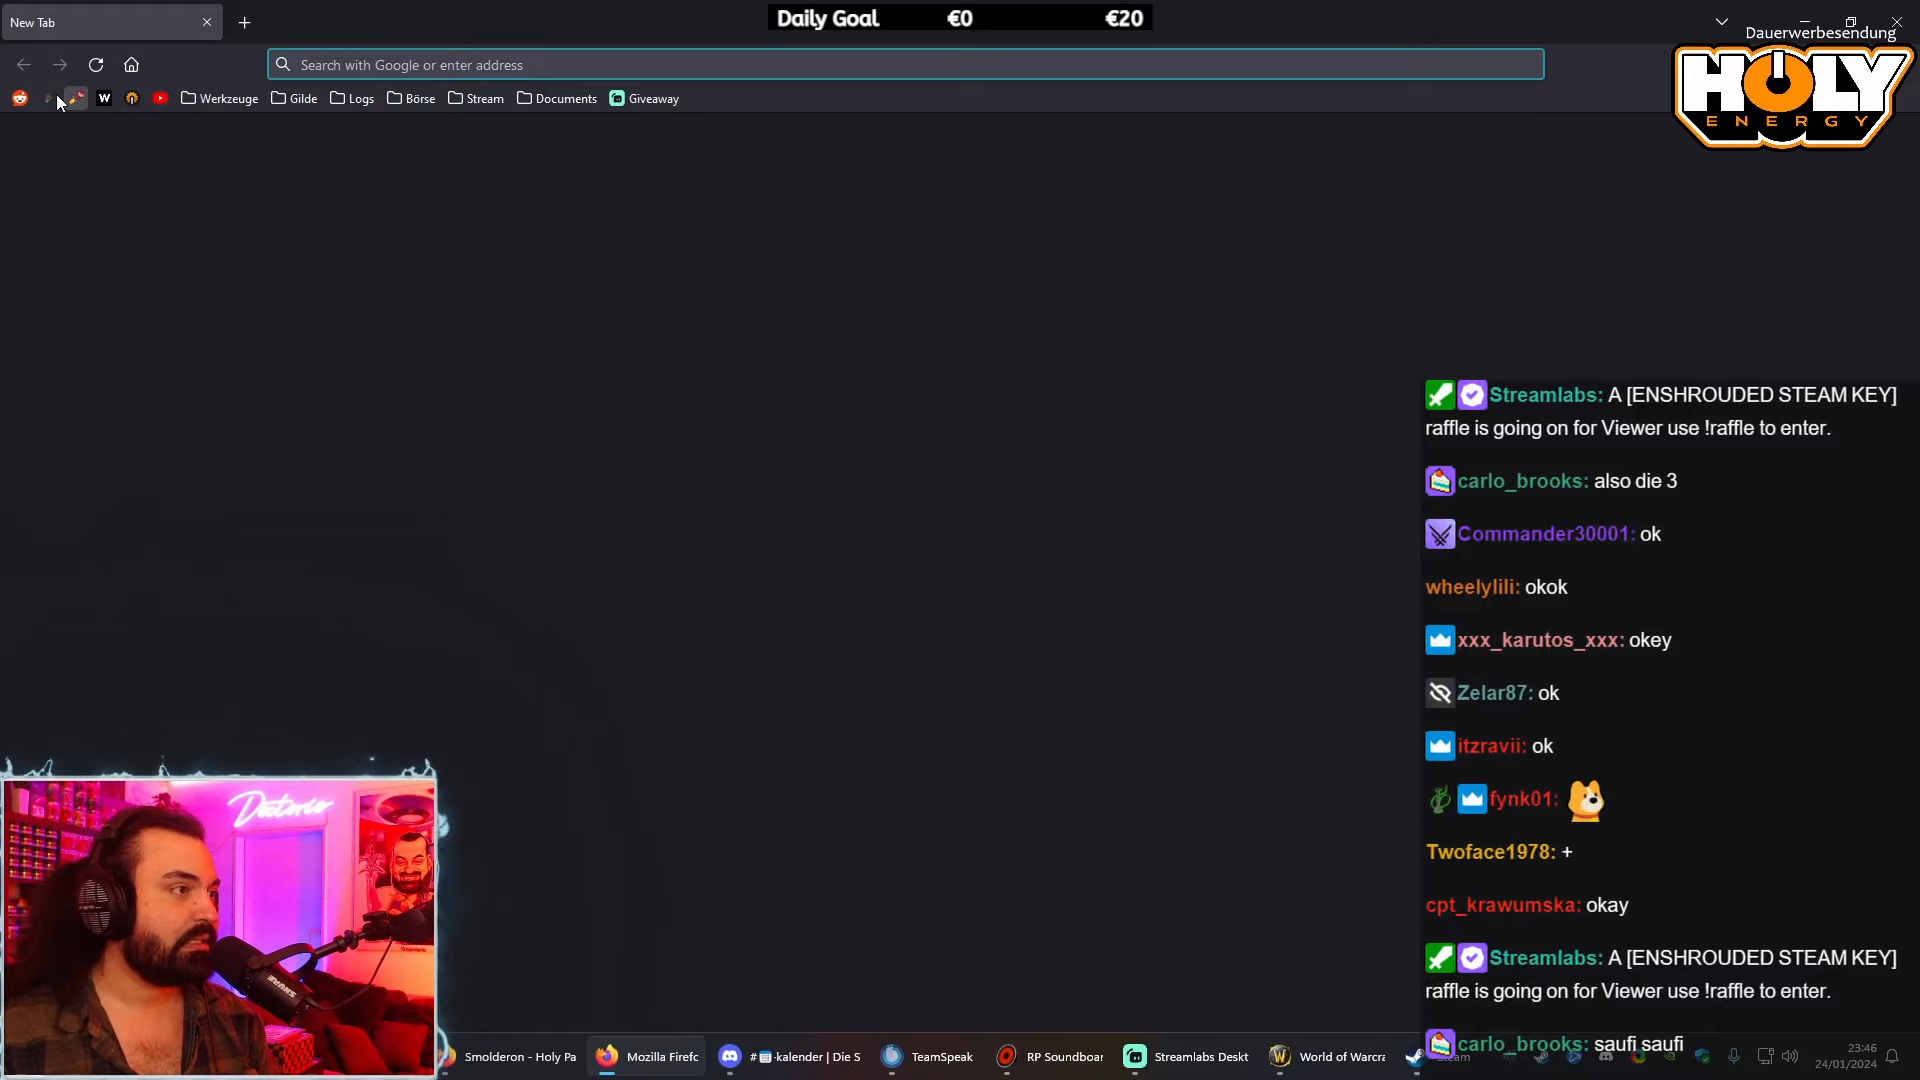 New Tab
Daily Goal €0 €20
Dauerwerbesendung
Search with Google or enter address
HOLY
ENERGY
W
Werkzeuge
Gilde
Logs
Börse
Stream
Documents
Giveaway
Streamlabs: A [ENSHROUDED STEAM KEY]
raffle is going on for Viewer use !raffle to enter.
carlo_brooks: also die 3
Commander30001: ok
wheelylili: okok
xxx_karutos_xxx: okey
Zelar87: ok
itzravii: ok
fynk01:
Twoface1978: +
cpt_krawumska: okay
Streamlabs: A [ENSHROUDED STEAM KEY]
raffle is going on for Viewer use !raffle to enter.
carlo_brooks: saufi saufi
Doctorio
SHURE
Smolderon - Holy Pa
Mozilla Firefo
# kalender | Die S
TeamSpeak
RP Soundboar
Streamlabs Deskt
World of Warcra
Steam
23:46
24/01/2024